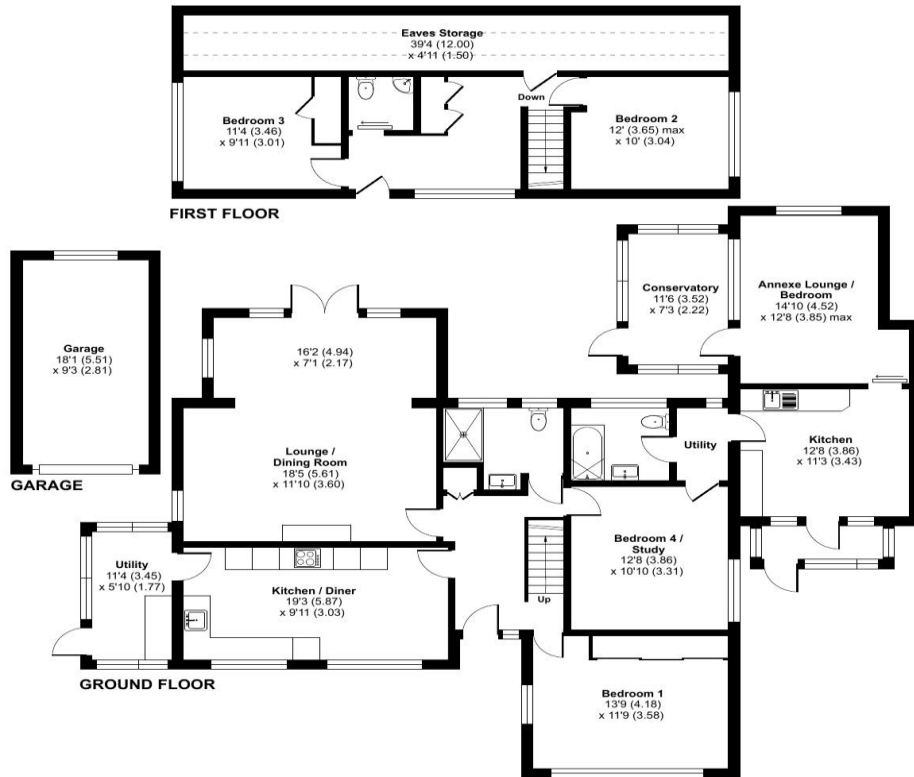 Eaves Storage
39'4 (12.00)
x 4'11 (1.50)
Bedroom 3
11'4 (3.46)
x 9'11 (3.01)
Down
Bedroom 2
12' (3.65) max
x 10' (3.04)
FIRST FLOOR
Garage
18'1 (5.51)
x 9'3 (2.81)
GARAGE
16'2 (4.94)
x 7'1 (2.17)
Lounge /
Dining Room
18'5 (5.61)
x 11'10 (3.60)
Conservatory
11'6 (3.52)
x 7'3 (2.22)
Annexe Lounge /
Bedroom
14'10 (4.52)
x 12'8 (3.85) max
Utility
Kitchen
12'8 (3.86)
x 11'3 (3.43)
Utility
11'4 (3.45)
x 5'10 (1.77)
Kitchen / Diner
19'3 (5.87)
x 9'11 (3.03)
Up
Bedroom 4 /
Study
12'8 (3.86)
x 10'10 (3.31)
Bedroom 1
13'9 (4.18)
x 11'9 (3.58)
GROUND FLOOR